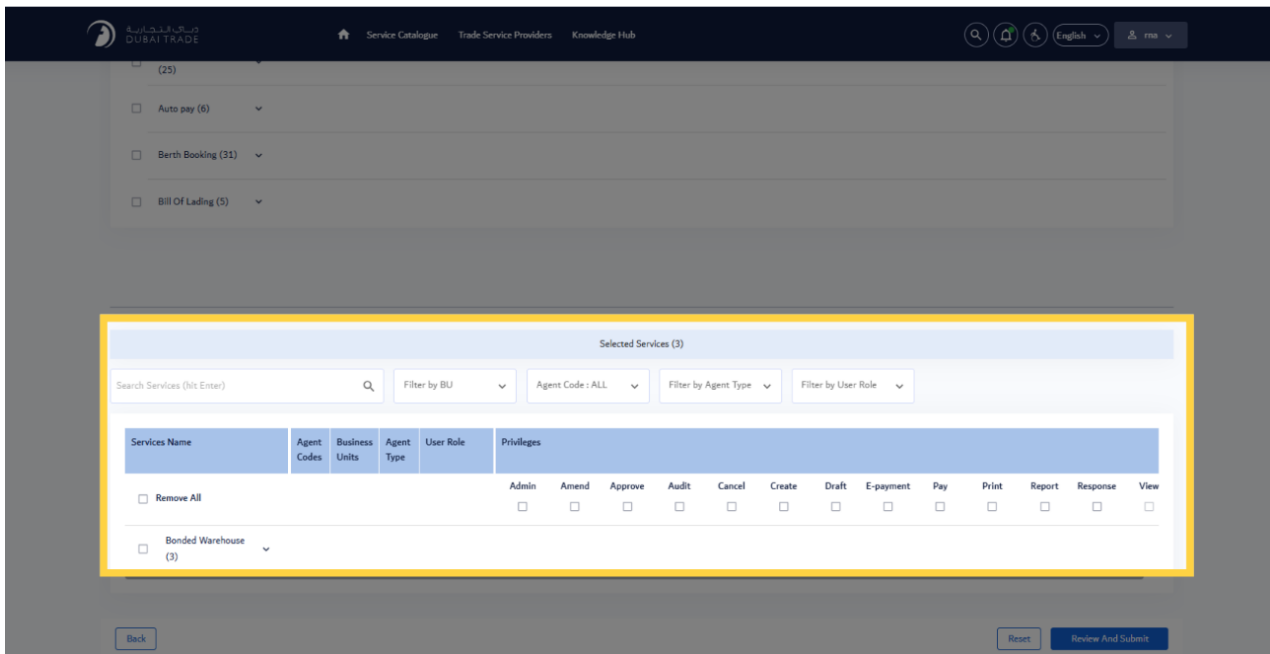 دبي التجارية
DUBAI TRADE
Service Catalogue Trade Service Providers Knowledge Hub
English
rna
(25)
Auto pay (6)
Berth Booking (31)
Bill Of Lading (5)
Selected Services (3)
Search Services (hit Enter) Filter by BU Agent Code : ALL Filter by Agent Type Filter by User Role
Services Name Agent Codes Business Units Agent Type User Role Privileges
Remove All Admin Amend Approve Audit Cancel Create Draft E-payment Pay Print Report Response View
Bonded Warehouse
(3)
Back Reset Review And Submit